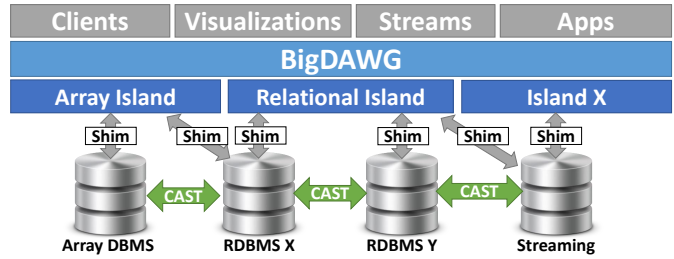 Clients Visualizations Streams Apps
BigDAWG
Array Island Relational Island Island X
Shim Shim Shim Shim Shim Shim
CAST CAST CAST
Array DBMS RDBMS X RDBMS Y Streaming